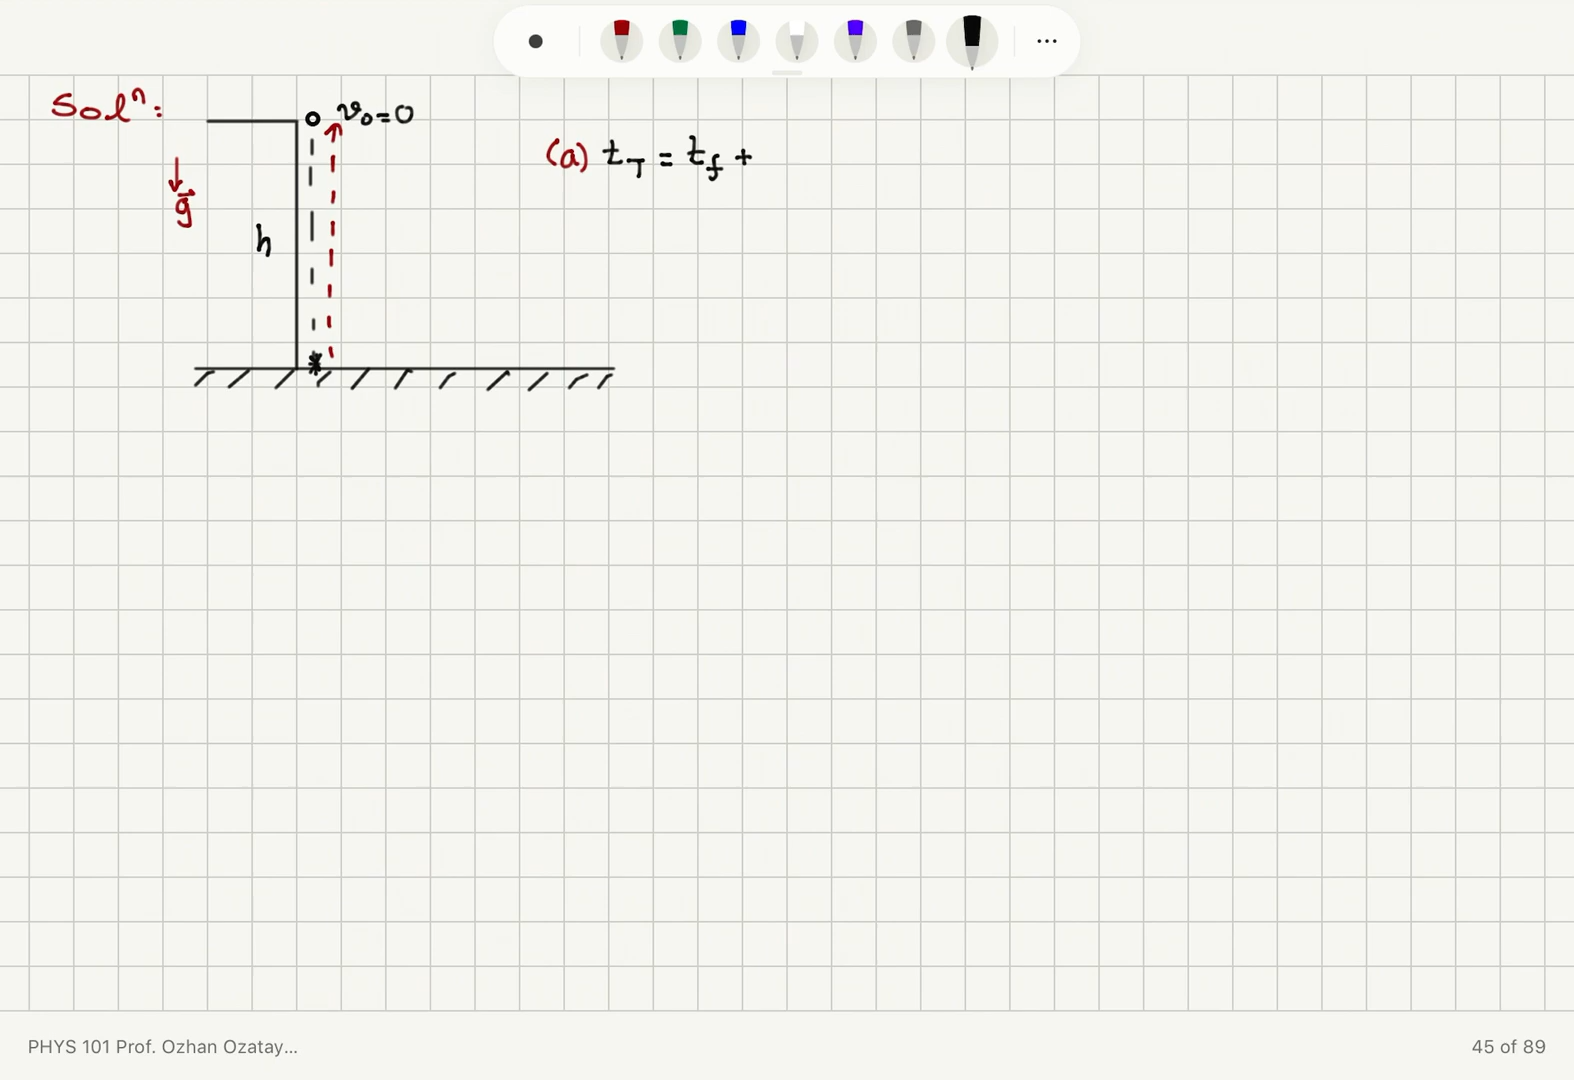 Solⁿ:
v₀=0
(a) t_T = t_f +
g⃗
h
PHYS 101 Prof. Ozhan Ozatay...
45 of 89